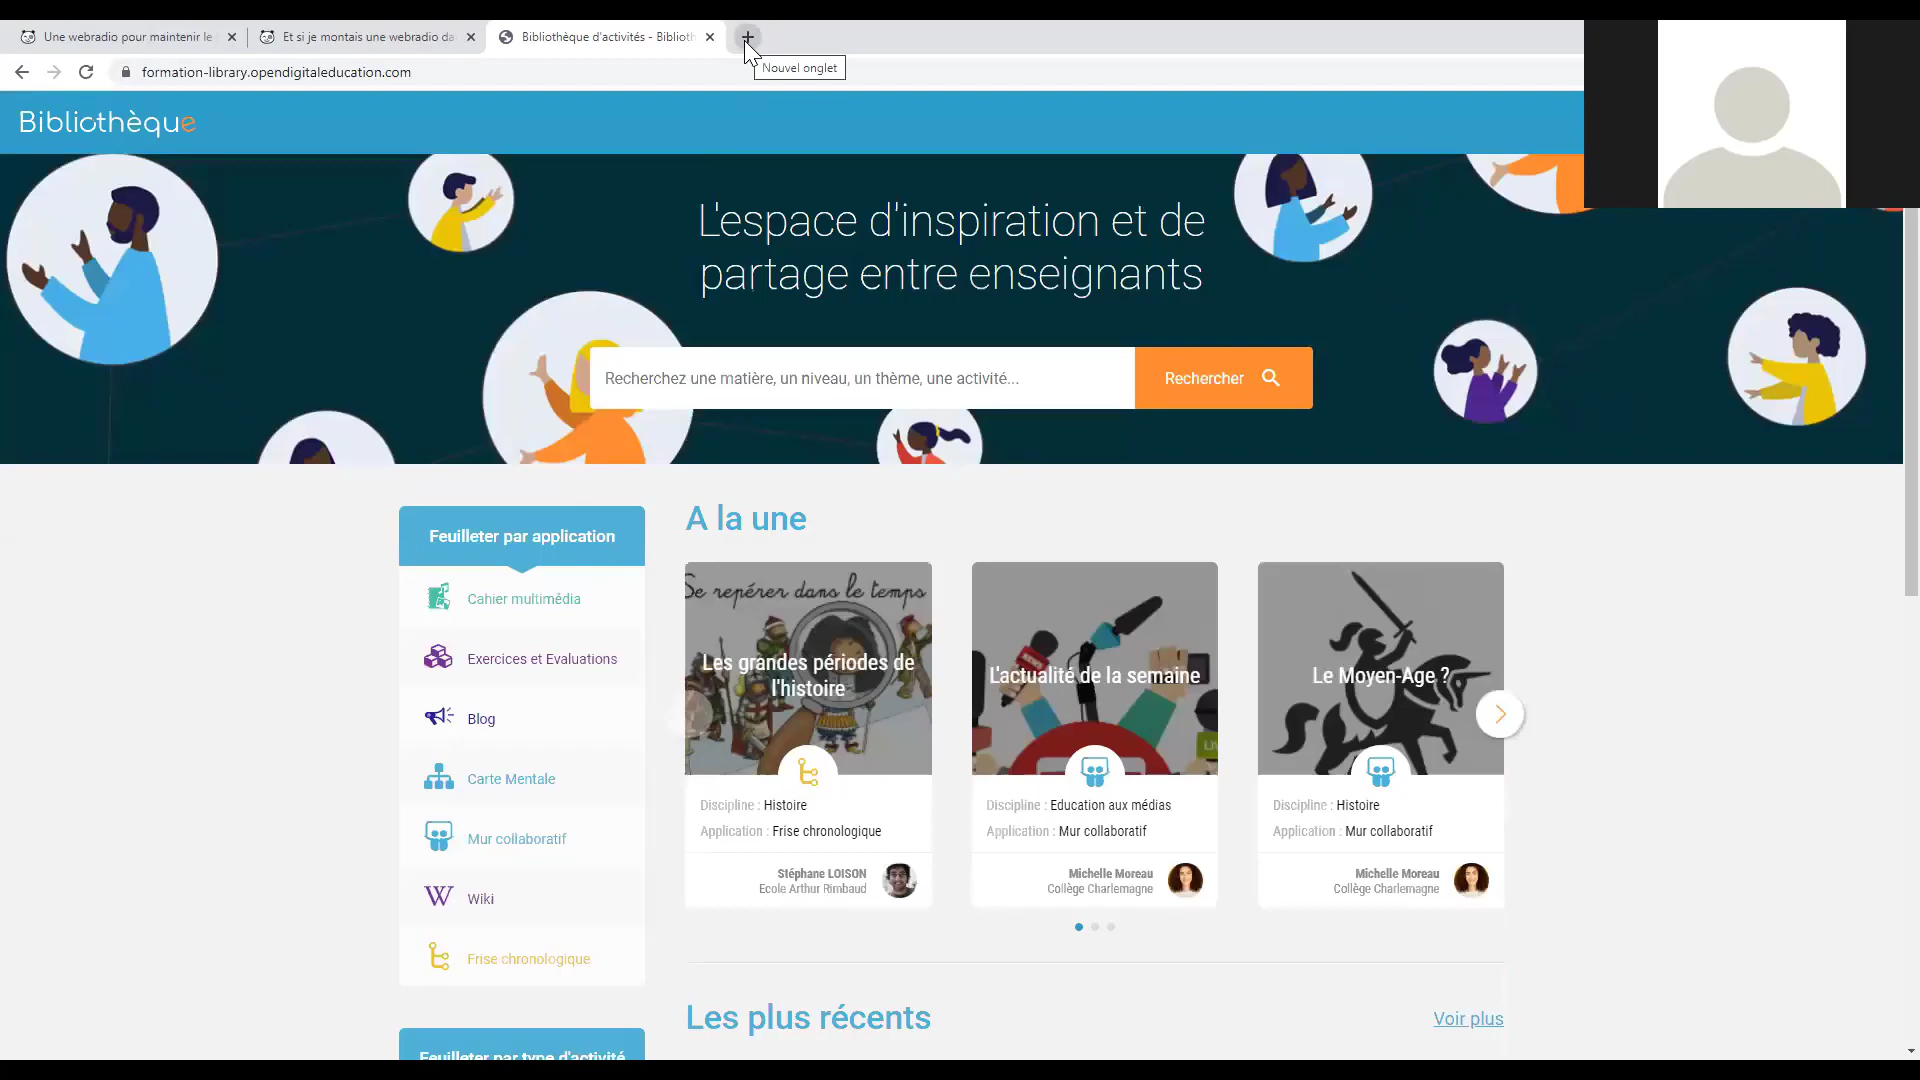 Une webradio pour maintenir le
Et si je montais une webradio da
Bibliothèque d'activités - Biblioth
Nouvel onglet
formation-library.opendigitaleducation.com
Bibliothèque
L'espace d'inspiration et de
partage entre enseignants
Recherchez une matière, un niveau, un thème, une activité...
Rechercher
Feuilleter par application
Cahier multimédia
Exercices et Evaluations
Blog
Carte Mentale
Mur collaboratif
Wiki
Frise chronologique
Feuilleter par type d'activité
A la une
Se repérer dans le temps
Les grandes périodes de
l'histoire
Discipline : Histoire
Application : Frise chronologique
Stéphane LOISON
Ecole Arthur Rimbaud
NEWS
LIV
L'actualité de la semaine
Discipline : Education aux médias
Application : Mur collaboratif
Michelle Moreau
Collège Charlemagne
Le Moyen-Age ?
Discipline : Histoire
Application : Mur collaboratif
Michelle Moreau
Collège Charlemagne
Les plus récents
Voir plus